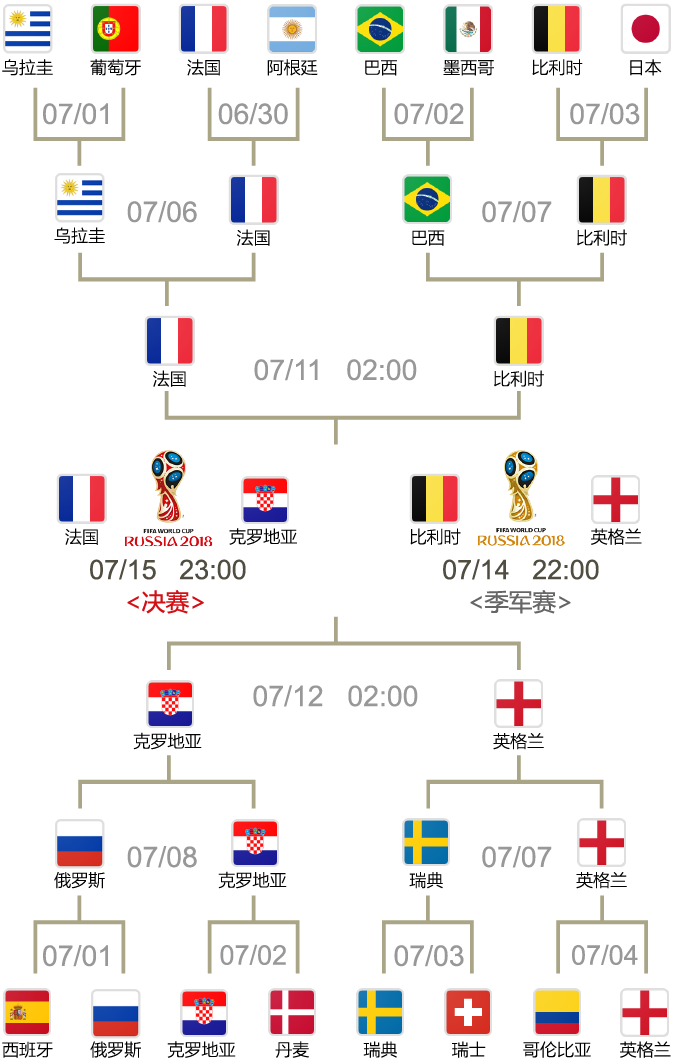 乌拉圭 葡萄牙 法国 阿根廷 巴西 墨西哥 比利时 日本
07/01 06/30 07/02 07/03
乌拉圭 07/06 法国 巴西 07/07 比利时
法国 07/11 02:00 比利时
法国 FIFA WORLD CUP RUSSIA 2018 克罗地亚 比利时 FIFA WORLD CUP RUSSIA 2018 英格兰
07/15 23:00 07/14 22:00
<决赛> <季军赛>
克罗地亚 07/12 02:00 英格兰
俄罗斯 07/08 克罗地亚 瑞典 07/07 英格兰
07/01 07/02 07/03 07/04
西班牙 俄罗斯 克罗地亚 丹麦 瑞典 瑞士 哥伦比亚 英格兰